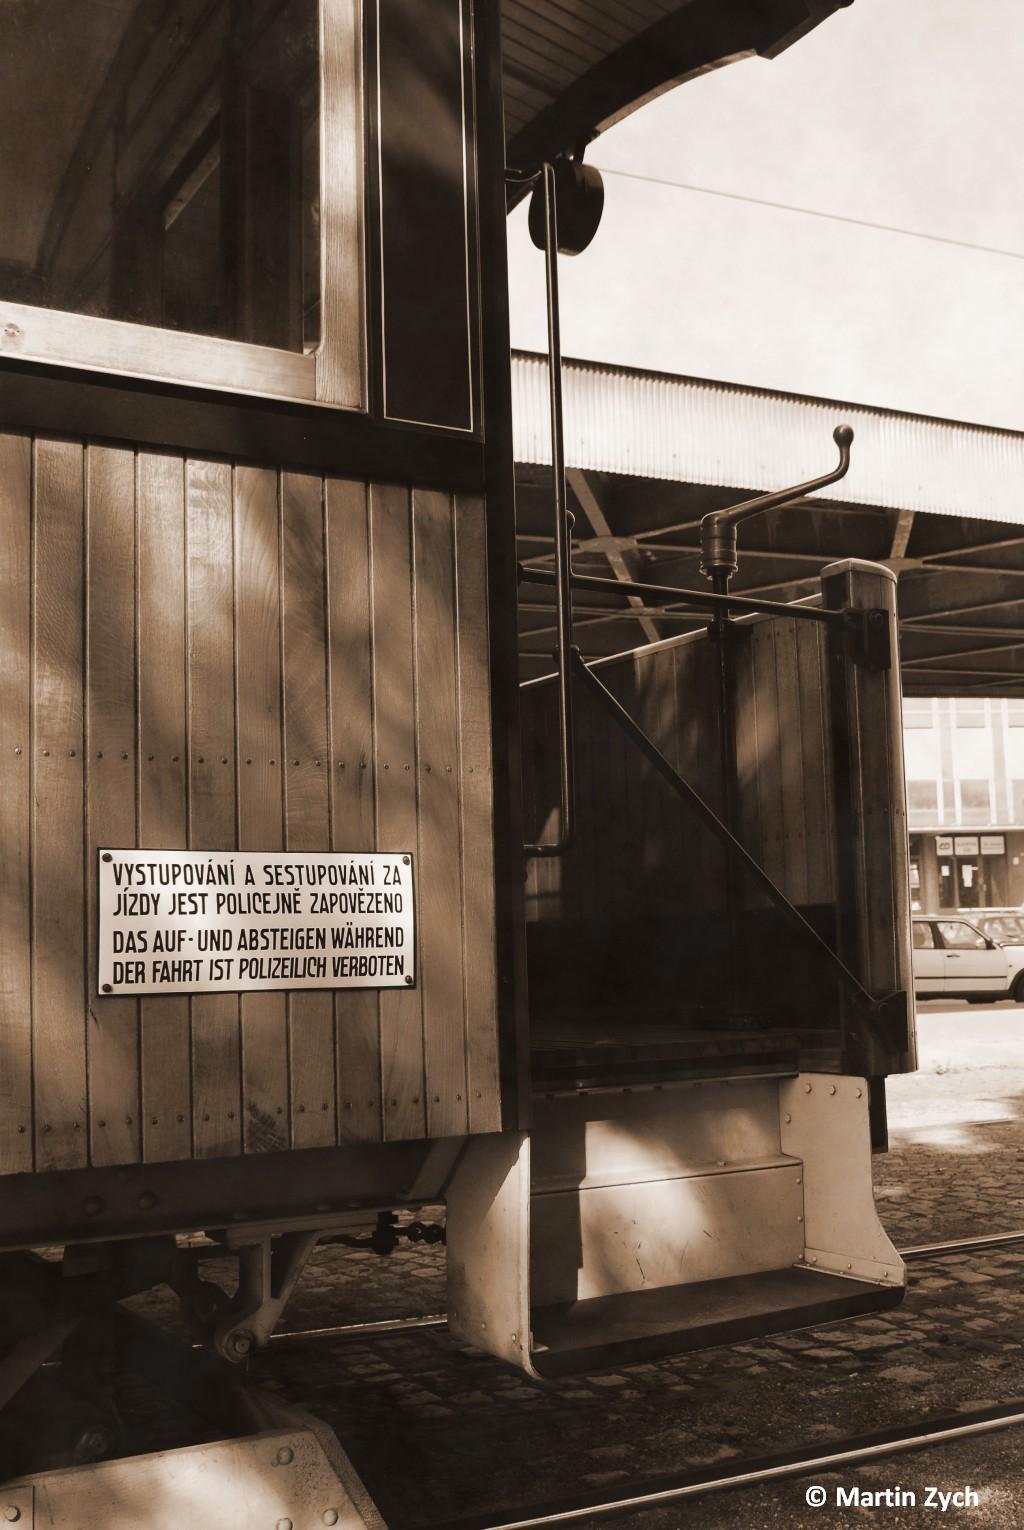 VYSTUPOVÁNÍ A SESTUPOVÁNÍ ZA
JÍZDY JEST POLICEJNĚ ZAPOVĚZENO
DAS AUF- UND ABSTEIGEN WÄHREND
DER FAHRT IST POLIZEILICH VERBOTEN
© Martin Zych